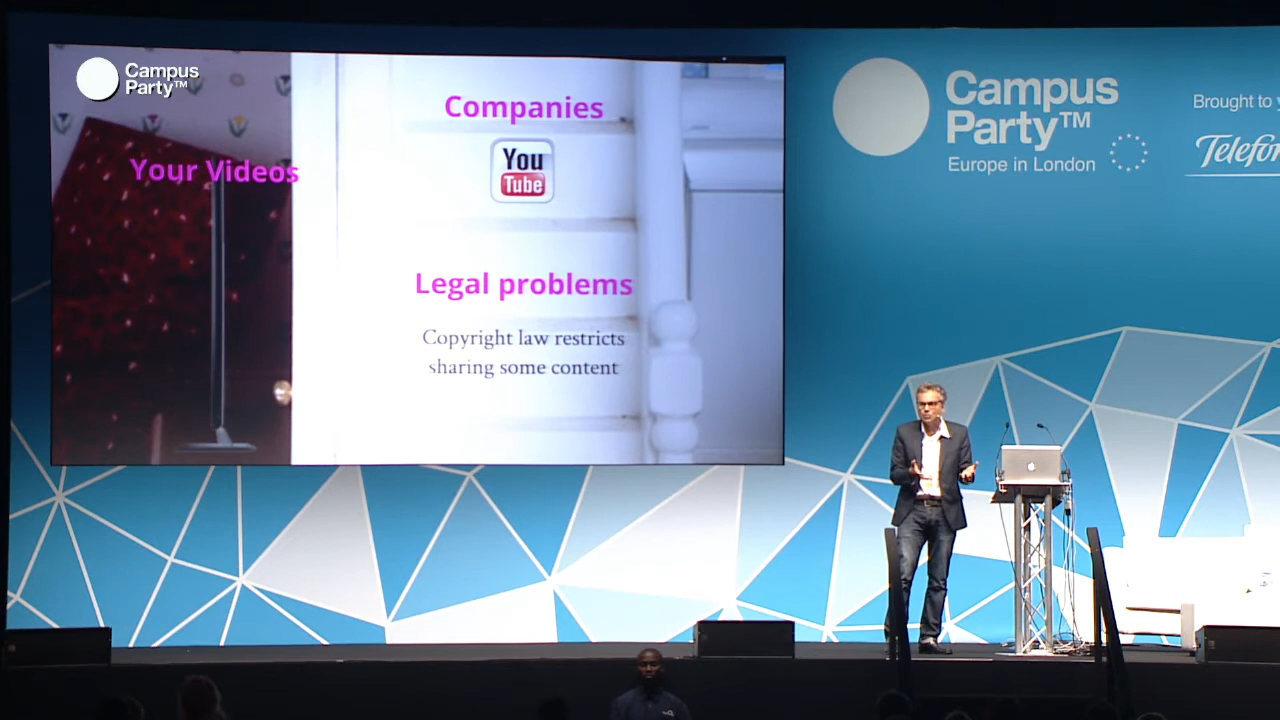 Campus
Party™
Your Videos
Companies
You
Tube
Legal problems
Copyright law restricts
sharing some content
Campus
Party™
Europe in London
Brought to